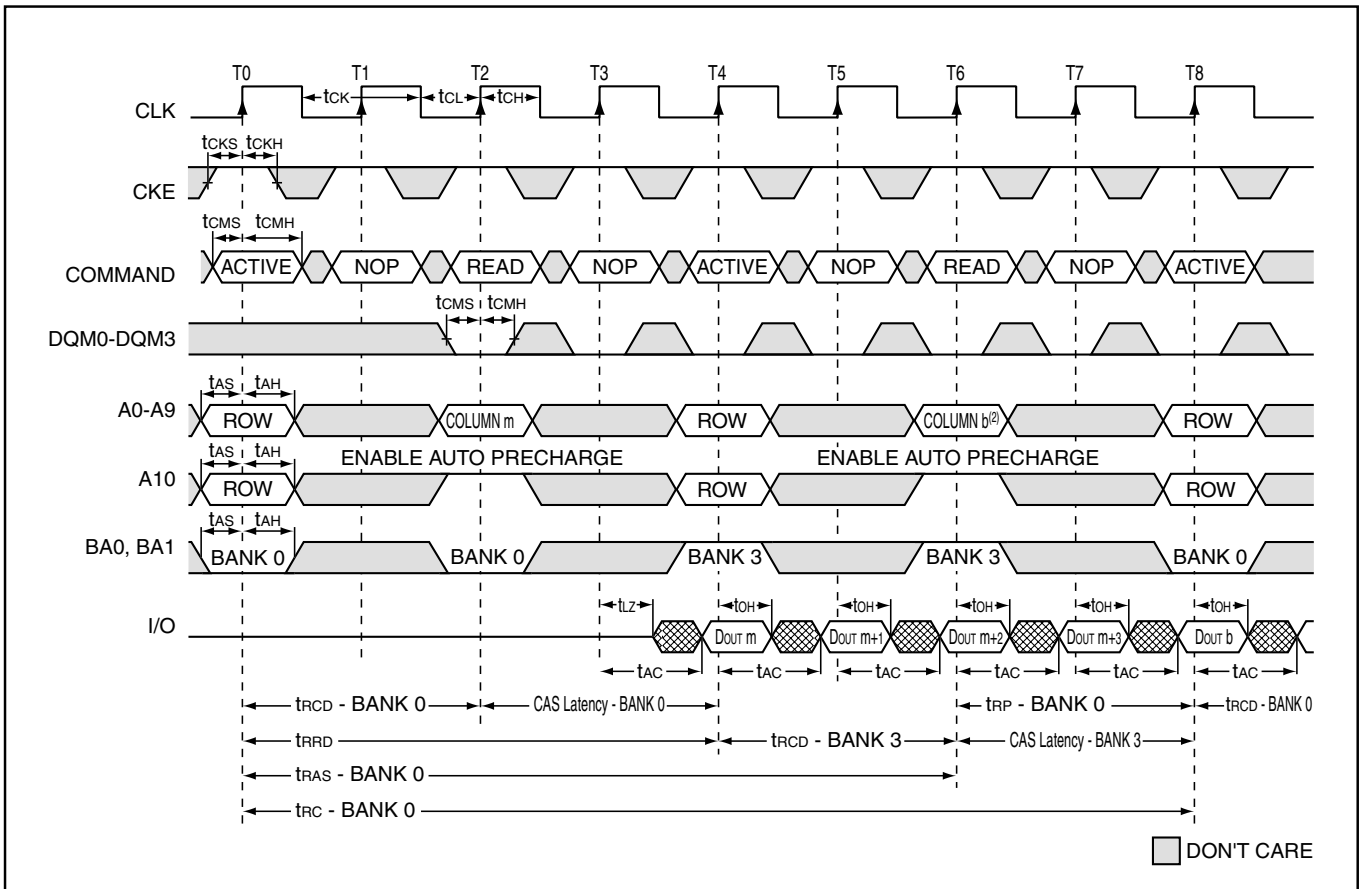 T0 T1 T2 T3 T4 T5 T6 T7 T8
tCK tCL tCH
CLK
tCKS tCKH
CKE
tCMS tCMH
COMMAND ACTIVE NOP READ NOP ACTIVE NOP READ NOP ACTIVE
tCMS tCMH
DQM0-DQM3
tAS tAH
A0-A9 ROW COLUMN m ROW COLUMN b(2) ROW
tAS tAH ENABLE AUTO PRECHARGE ENABLE AUTO PRECHARGE
A10 ROW ROW ROW
tAS tAH
BA0, BA1 BANK 0 BANK 0 BANK 3 BANK 3 BANK 0
tLZ tOH tOH tOH tOH tOH
I/O DOUT m DOUT m+1 DOUT m+2 DOUT m+3 DOUT b
tAC tAC tAC tAC tAC tAC
tRCD - BANK 0 CAS Latency - BANK 0 tRP - BANK 0 tRCD - BANK 0
tRRD tRCD - BANK 3 CAS Latency - BANK 3
tRAS - BANK 0
tRC - BANK 0
DON'T CARE